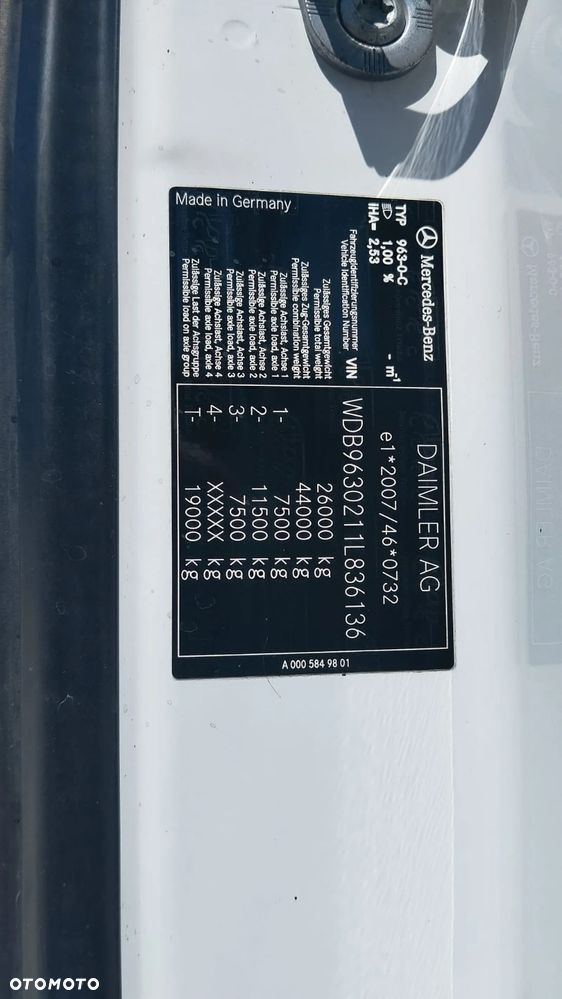 Mercedes-Benz
DAIMLER AG
TYP 963-0-C
e1*2007/46*0732
1,00 % - m-1
IHA= 2,53
Fahrzeugidentifizierungsnummer
Vehicle Identification Number VIN WDB9630211L836136
Zulässiges Gesamtgewicht
Permissible total weight 26000 kg
Zulässiges Zug-Gesamtgewicht
Permissible combination weight 44000 kg
Zulässige Achslast, Achse 1
Permissible axle load, axle 1 1- 7500 kg
Zulässige Achslast, Achse 2
Permissible axle load, axle 2 2- 11500 kg
Zulässige Achslast, Achse 3
Permissible axle load, axle 3 3- 7500 kg
Zulässige Achslast, Achse 4
Permissible axle load, axle 4 4- XXXXX kg
Zulässige Last der Achsgruppe
Permissible load on axle group T- 19000 kg
Made in Germany
A 000 584 98 01
OTOMOTO